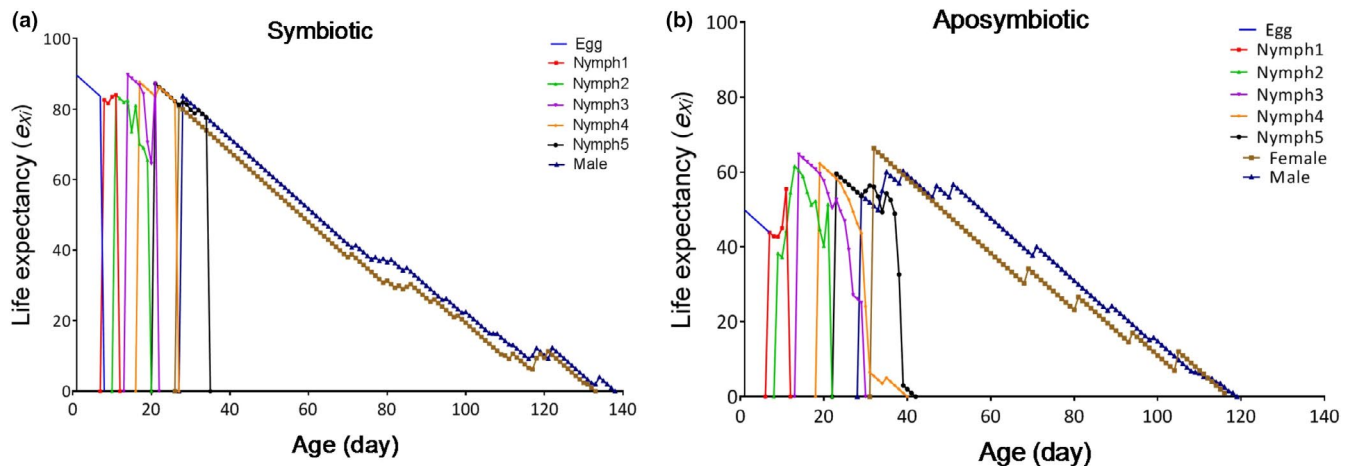 (a)
Symbiotic
Life expectancy (exj)
100
80
60
40
20
0
0 20 40 60 80 100 120 140
Age (day)
Egg
Nymph1
Nymph2
Nymph3
Nymph4
Nymph5
Male
(b)
Aposymbiotic
Life expectancy (exj)
100
80
60
40
20
0
0 20 40 60 80 100 120 140
Age (day)
Egg
Nymph1
Nymph2
Nymph3
Nymph4
Nymph5
Female
Male